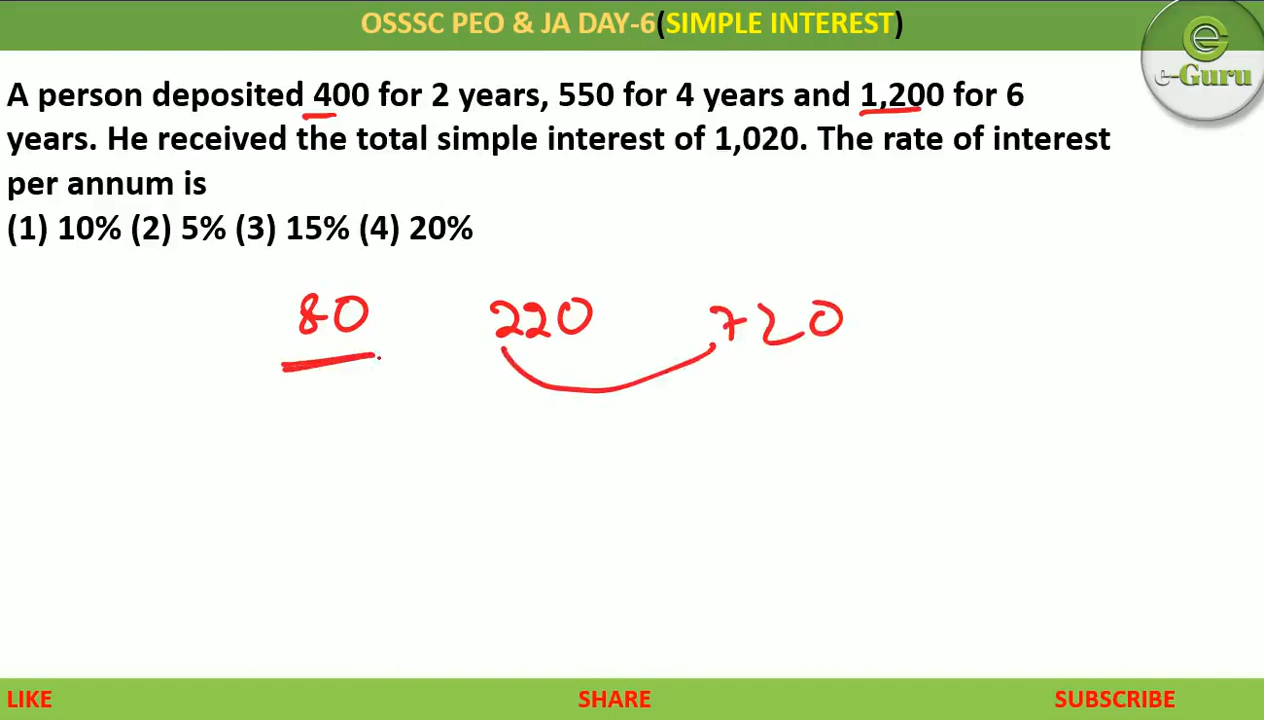 OSSSC PEO & JA DAY-6(SIMPLE INTEREST)
e-Guru
A person deposited 400 for 2 years, 550 for 4 years and 1,200 for 6
years. He received the total simple interest of 1,020. The rate of interest
per annum is
(1) 10% (2) 5% (3) 15% (4) 20%
80 220 720
LIKE SHARE SUBSCRIBE